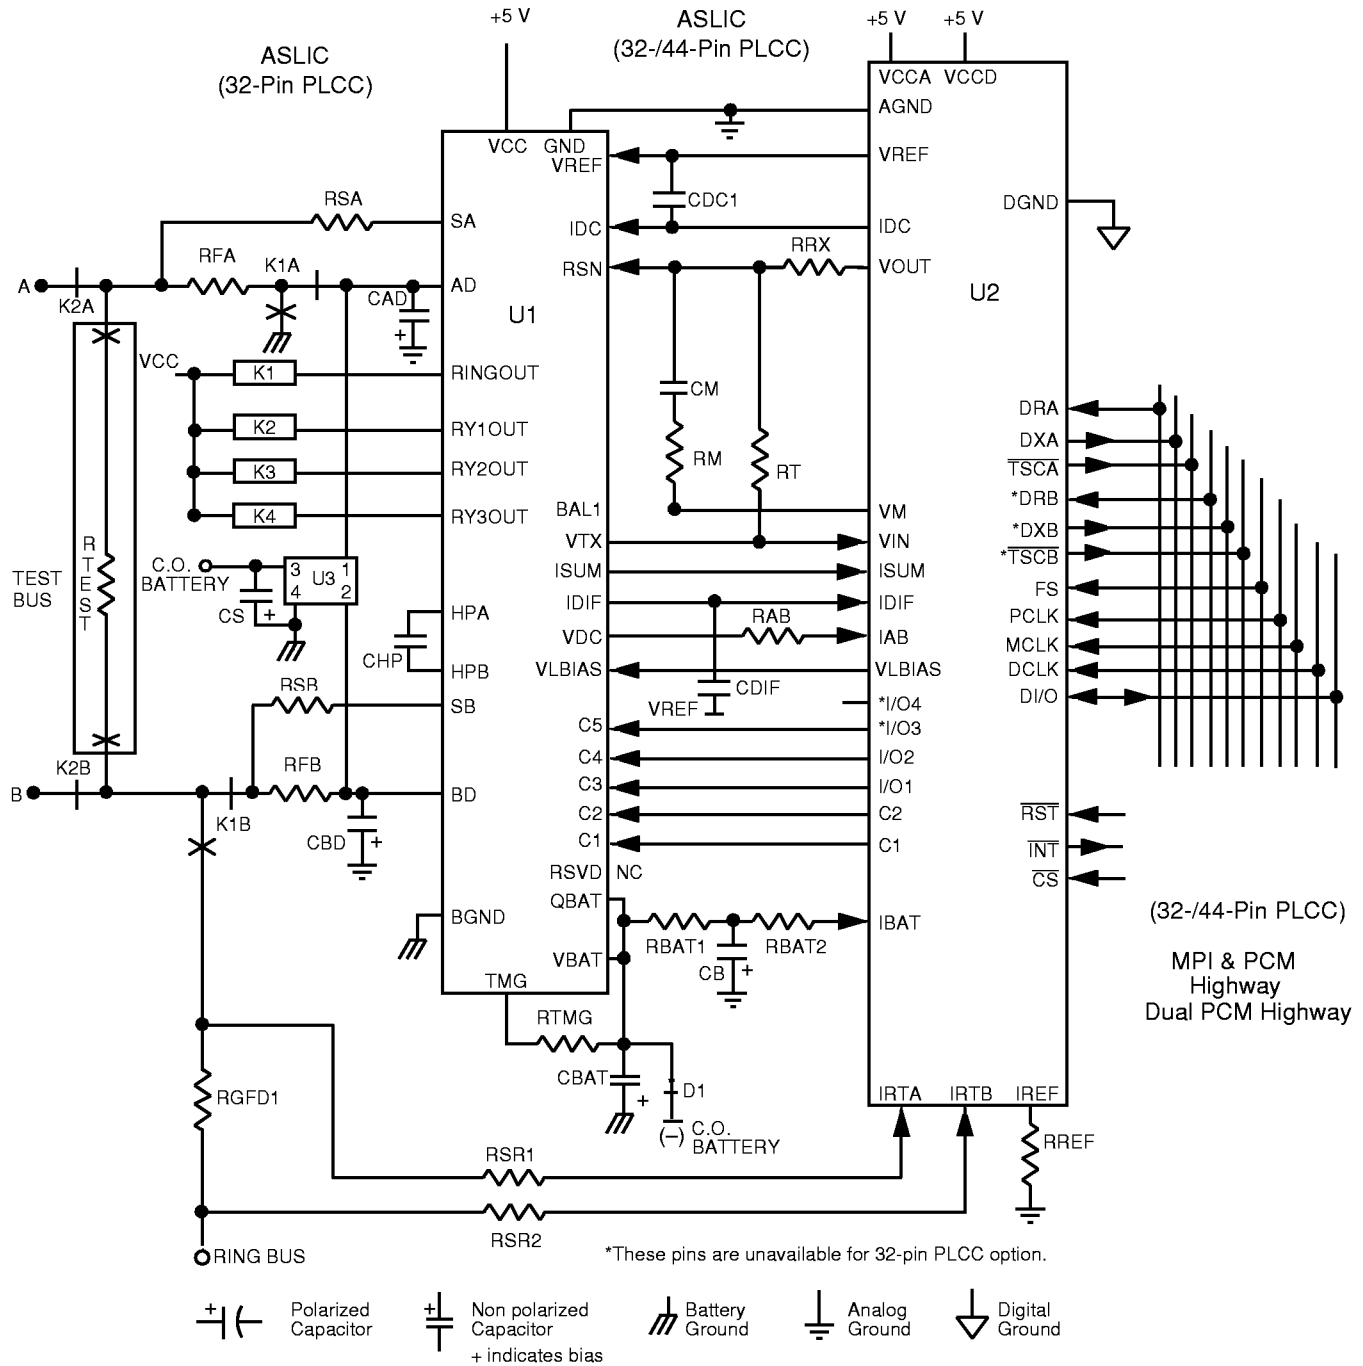 +5 V
ASLIC
(32-/44-Pin PLCC)
+5 V
+5 V
ASLIC
(32-Pin PLCC)
VCC
GND
VREF
VCCA
VCCD
AGND
VREF
CDC1
DGND
RSA
SA
IDC
IDC
RRX
RFA
K1A
RSN
VOUT
A
K2A
CAD
+
AD
U1
U2
VCC
K1
RINGOUT
CM
K2
RY1OUT
K3
RY2OUT
RM
RT
K4
RY3OUT
DRA
DXA
TSCA
*DRB
*DXB
*TSCB
FS
PCLK
MCLK
DCLK
DI/O
BAL1
VM
VTX
VIN
C.O.
BATTERY
3
4
U3
1
2
ISUM
ISUM
TEST
BUS
RTEST
CS
+
HPA
IDIF
IDIF
RAB
VDC
IAB
CHP
HPB
VLBIAS
VLBIAS
CDIF
VREF
RSB
SB
*I/O4
C5
*I/O3
C4
I/O2
C3
I/O1
C2
C2
C1
C1
K2B
RFB
B
K1B
BD
CBD
+
RST
INT
CS
RSVD
NC
QBAT
BGND
RBAT1
RBAT2
IBAT
VBAT
CB
+
(32-/44-Pin PLCC)
MPI & PCM
Highway
Dual PCM Highway
TMG
RTMG
CBAT
+
D1
(−)
C.O.
BATTERY
RGFD1
IRTA
IRTB
IREF
RREF
RSR1
RSR2
RING BUS
*These pins are unavailable for 32-pin PLCC option.
+
Polarized
Capacitor
+
Non polarized
Capacitor
+ indicates bias
Battery
Ground
Analog
Ground
Digital
Ground